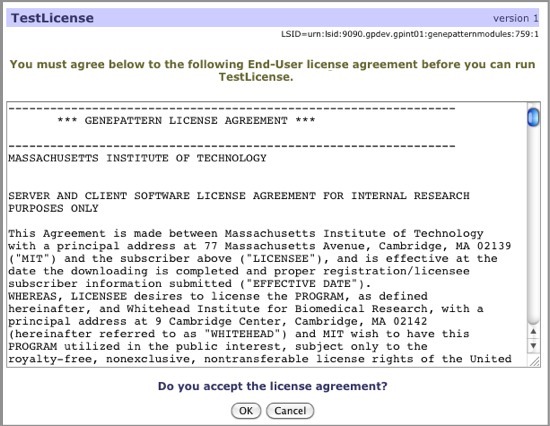 TestLicense
version 1
LSID=urn:lsid:9090.gpdev.gpint01:genepatternmodules:759:1
You must agree below to the following End-User license agreement before you can run
TestLicense.
--------------------------------------------------------------
*** GENEPATTERN LICENSE AGREEMENT ***
--------------------------------------------------------------
MASSACHUSETTS INSTITUTE OF TECHNOLOGY
SERVER AND CLIENT SOFTWARE LICENSE AGREEMENT FOR INTERNAL RESEARCH
PURPOSES ONLY
This Agreement is made between Massachusetts Institute of Technology
with a principal address at 77 Massachusetts Avenue, Cambridge, MA 02139
("MIT") and the subscriber above ("LICENSEE"), and is effective at the
date the downloading is completed and proper registration/licensee
subscriber information submitted ("EFFECTIVE DATE").
WHEREAS, LICENSEE desires to license the PROGRAM, as defined
hereinafter, and Whitehead Institute for Biomedical Research, with a
principal address at 9 Cambridge Center, Cambridge, MA 02142
(hereinafter referred to as "WHITEHEAD") and MIT wish to have this
PROGRAM utilized in the public interest, subject only to the
royalty-free, nonexclusive, nontransferable license rights of the United
Do you accept the license agreement?
OK Cancel